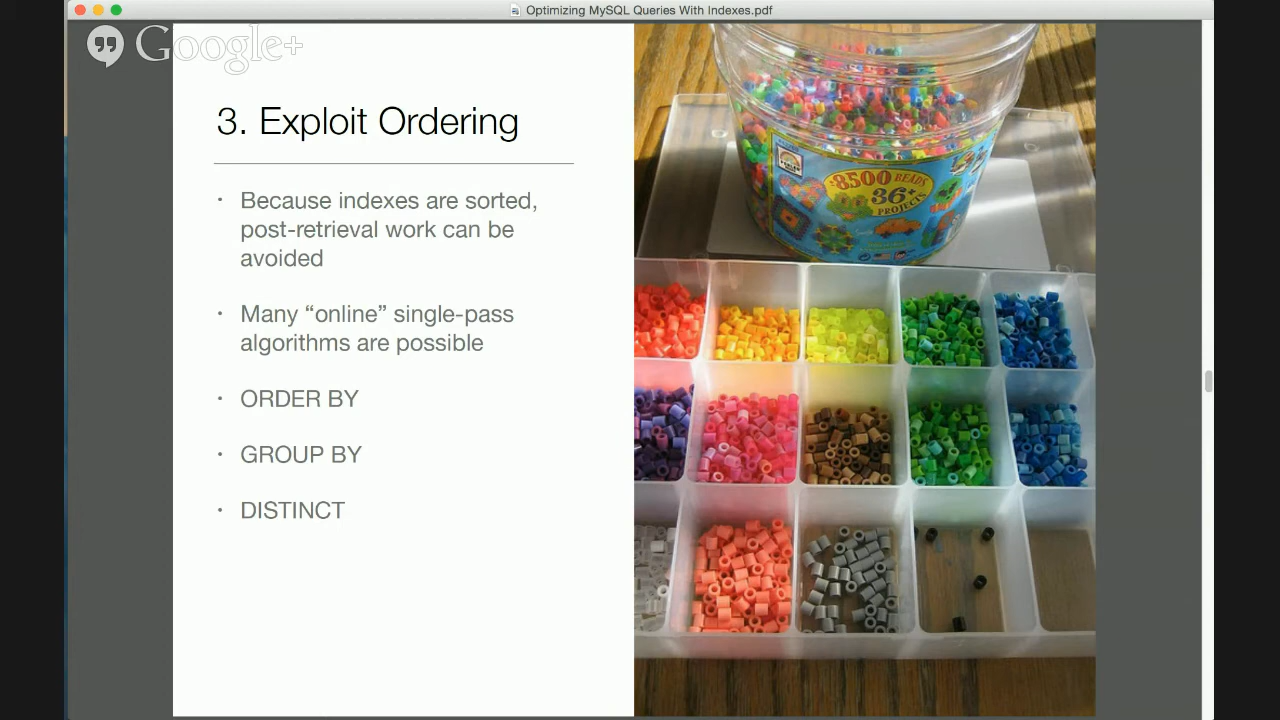 Optimizing MySQL Queries With Indexes.pdf
Google+
3. Exploit Ordering
• Because indexes are sorted,
post-retrieval work can be
avoided
• Many “online” single-pass
algorithms are possible
• ORDER BY
• GROUP BY
• DISTINCT
8500 BEADS
36+
PROJECTS